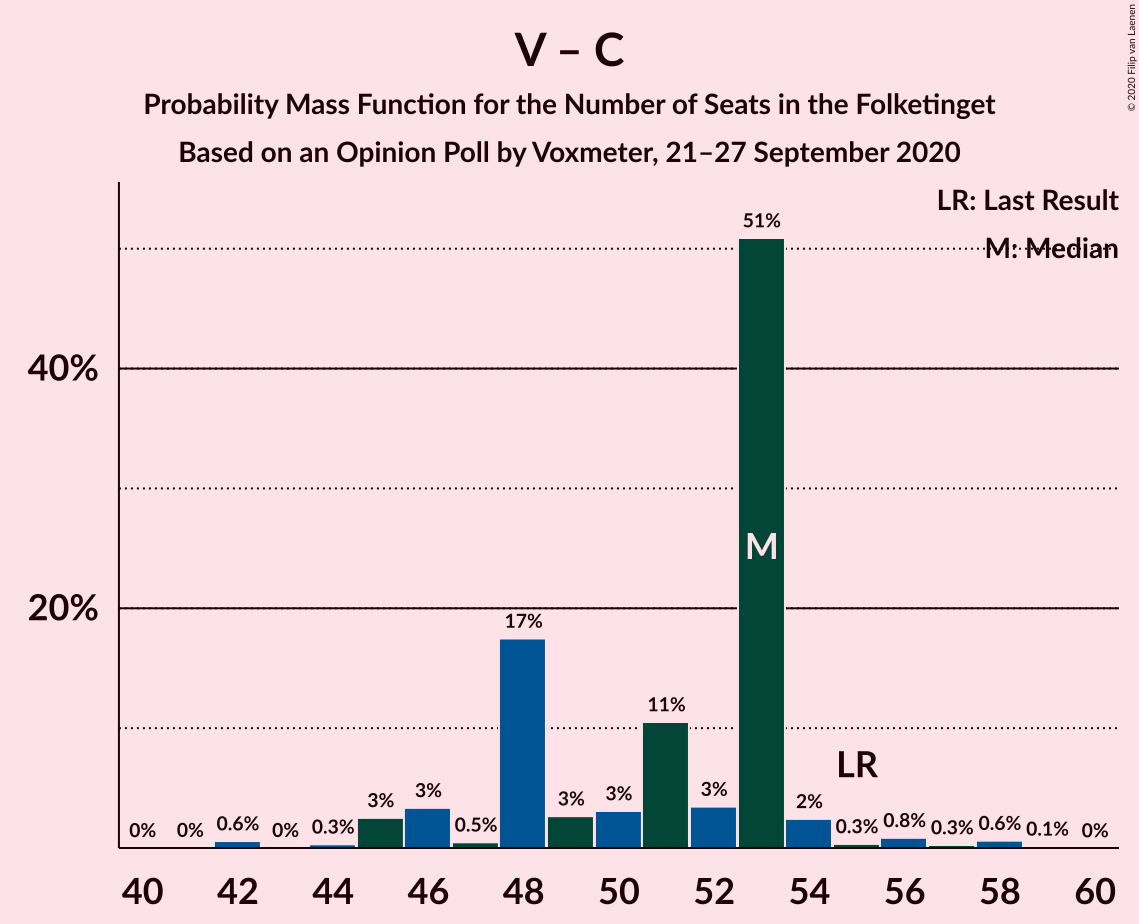 V – C
Probability Mass Function for the Number of Seats in the Folketinget
Based on an Opinion Poll by Voxmeter, 21–27 September 2020
© 2020 Filip van Laenen
LR: Last Result
M: Median
51%
40%
M
20%
17%
11%
LR
0% 0% 0.6% 0% 0.3% 3% 3% 0.5% 3% 3% 3% 2% 0.3% 0.8% 0.3% 0.6% 0.1% 0%
40 42 44 46 48 50 52 54 56 58 60